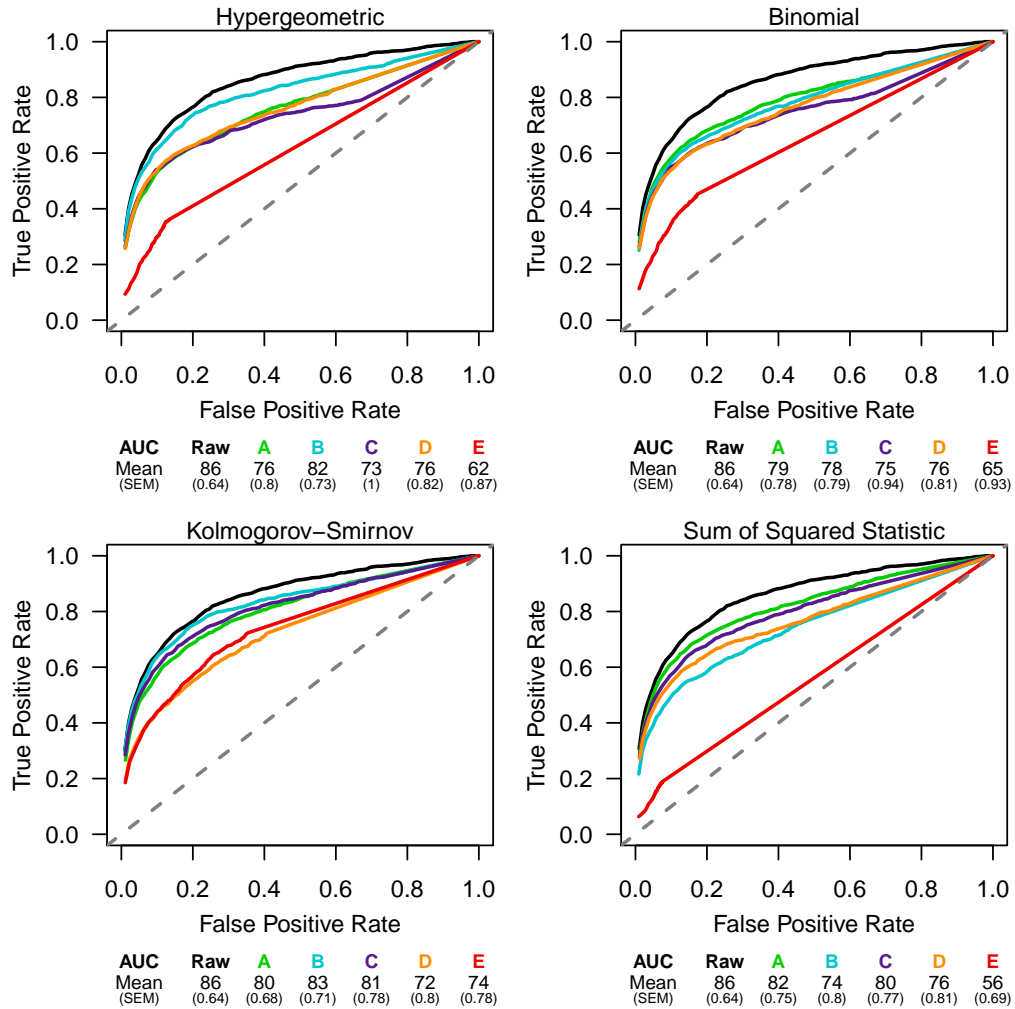 Hypergeometric
True Positive Rate
1.0
0.8
0.6
0.4
0.2
0.0
0.0 0.2 0.4 0.6 0.8 1.0
False Positive Rate
AUC Raw A B C D E
Mean 86 76 82 73 76 62
(SEM) (0.64) (0.8) (0.73) (1) (0.82) (0.87)
Binomial
True Positive Rate
1.0
0.8
0.6
0.4
0.2
0.0
0.0 0.2 0.4 0.6 0.8 1.0
False Positive Rate
AUC Raw A B C D E
Mean 86 79 78 75 76 65
(SEM) (0.64) (0.78) (0.79) (0.94) (0.81) (0.93)
Kolmogorov−Smirnov
True Positive Rate
1.0
0.8
0.6
0.4
0.2
0.0
0.0 0.2 0.4 0.6 0.8 1.0
False Positive Rate
AUC Raw A B C D E
Mean 86 80 83 81 72 74
(SEM) (0.64) (0.68) (0.71) (0.78) (0.8) (0.78)
Sum of Squared Statistic
True Positive Rate
1.0
0.8
0.6
0.4
0.2
0.0
0.0 0.2 0.4 0.6 0.8 1.0
False Positive Rate
AUC Raw A B C D E
Mean 86 82 74 80 76 56
(SEM) (0.64) (0.75) (0.8) (0.77) (0.81) (0.69)